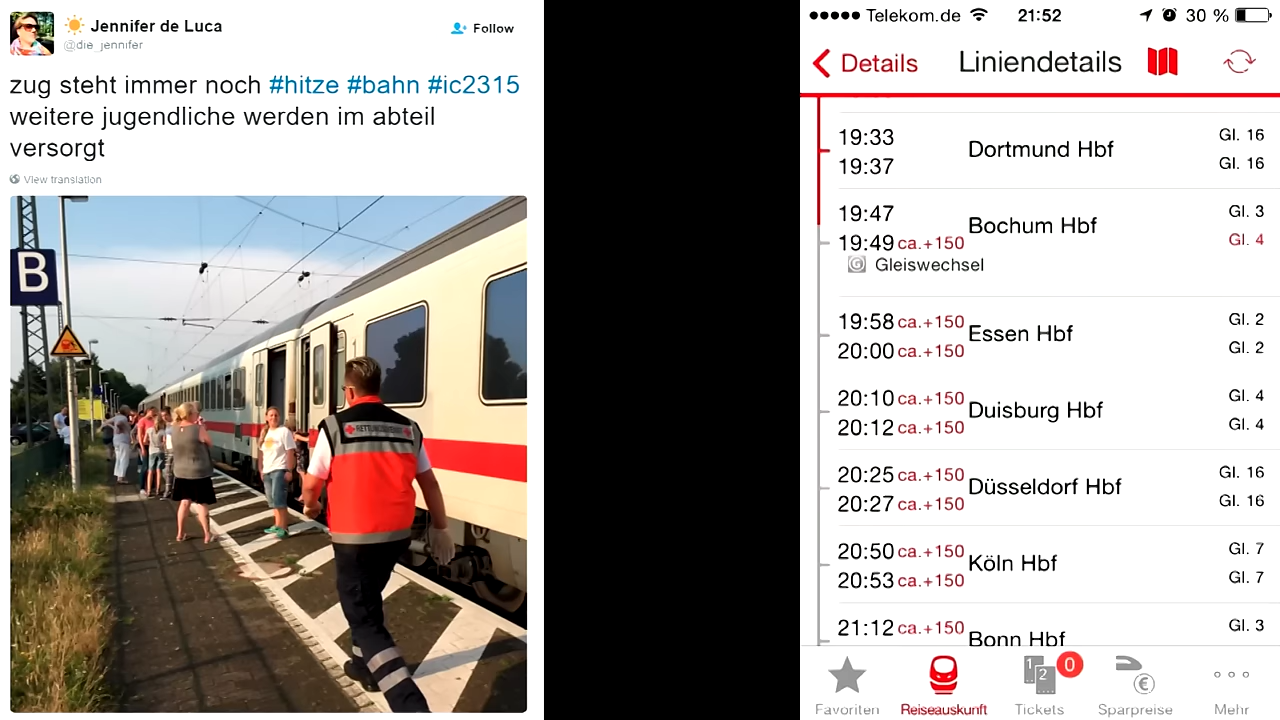 Jennifer de Luca
@die_jennifer
Follow
zug steht immer noch #hitze #bahn #ic2315
weitere jugendliche werden im abteil
versorgt
View translation
B
RETTUNGSDIENST
Telekom.de 21:52 30 %
Details Liniendetails
19:33 Gl. 16
Dortmund Hbf
19:37 Gl. 16
19:47 Gl. 3
Bochum Hbf
19:49 ca.+150 Gl. 4
G Gleiswechsel
19:58 ca.+150 Gl. 2
Essen Hbf
20:00 ca.+150 Gl. 2
20:10 ca.+150 Gl. 4
Duisburg Hbf
20:12 ca.+150 Gl. 4
20:25 ca.+150 Gl. 16
Düsseldorf Hbf
20:27 ca.+150 Gl. 16
20:50 ca.+150 Gl. 7
Köln Hbf
20:53 ca.+150 Gl. 7
21:12 ca.+150 Gl. 3
Bonn Hbf
1 2 0 €
Favoriten Reiseauskunft Tickets Sparpreise Mehr